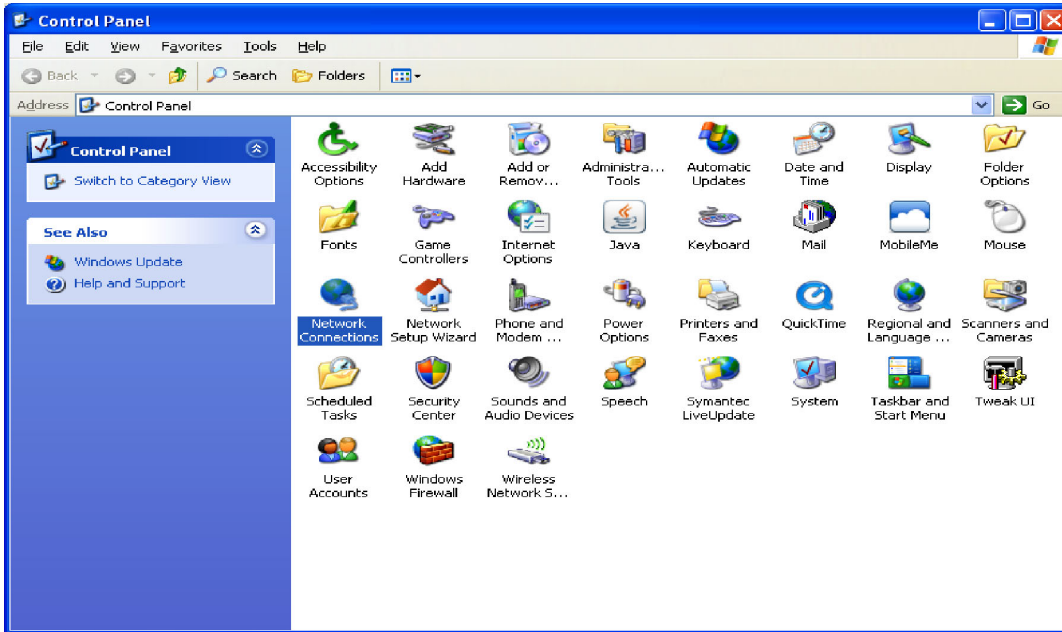 Control Panel
File Edit View Favorites Tools Help
Back Search Folders
Address Control Panel Go
Control Panel
Switch to Category View
See Also
Windows Update
Help and Support
Accessibility Options
Add Hardware
Add or Remov...
Administra... Tools
Automatic Updates
Date and Time
Display
Folder Options
Fonts
Game Controllers
Internet Options
Java
Keyboard
Mail
MobileMe
Mouse
Network Connections
Network Setup Wizard
Phone and Modem ...
Power Options
Printers and Faxes
QuickTime
Regional and Language ...
Scanners and Cameras
Scheduled Tasks
Security Center
Sounds and Audio Devices
Speech
Symantec LiveUpdate
System
Taskbar and Start Menu
Tweak UI
User Accounts
Windows Firewall
Wireless Network S...